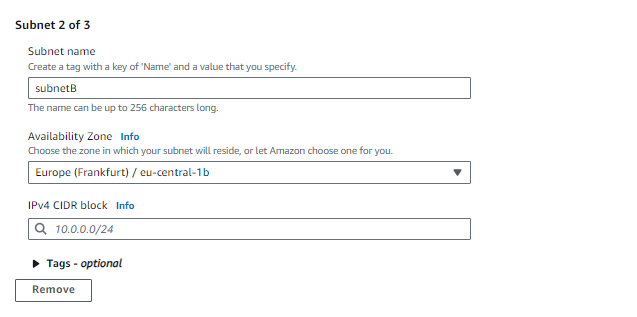 Subnet 2 of 3
Subnet name
Create a tag with a key of 'Name' and a value that you specify.
subnetB
The name can be up to 256 characters long.
Availability Zone Info
Choose the zone in which your subnet will reside, or let Amazon choose one for you.
Europe (Frankfurt) / eu-central-1b
IPv4 CIDR block Info
10.0.0.0/24
Tags - optional
Remove